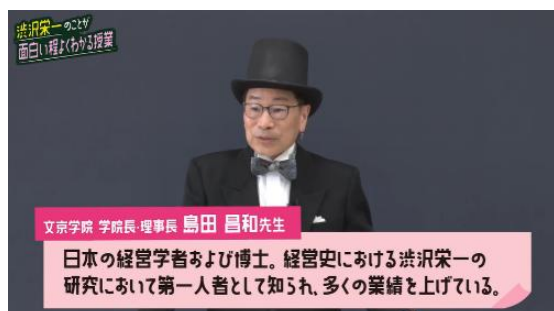 渋沢栄一のことが
面白い程よくわかる授業
文京学院 学院長・理事長 島田 昌和先生
日本の経営学者および博士。経営史における渋沢栄一の
研究において第一人者として知られ、多くの業績を上げている。